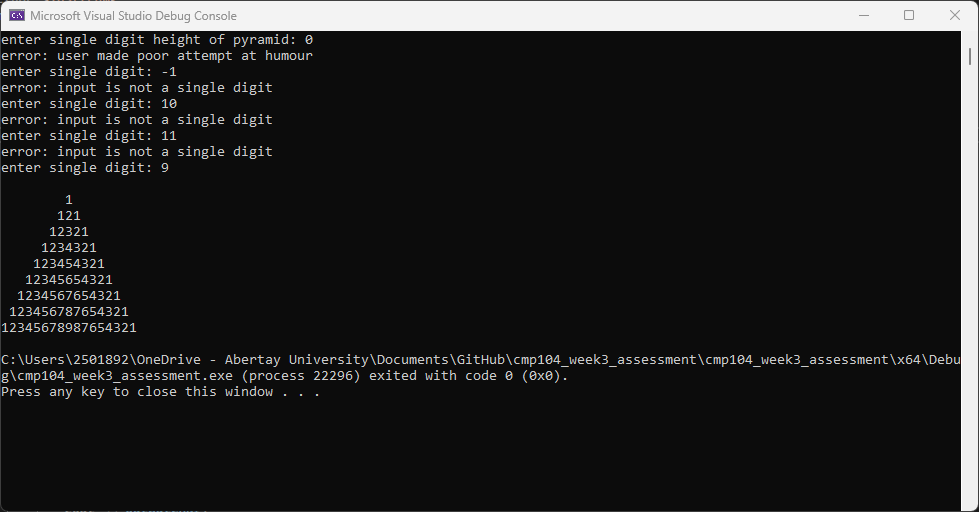 Microsoft Visual Studio Debug Console
enter single digit height of pyramid: 0
error: user made poor attempt at humour
enter single digit: -1
error: input is not a single digit
enter single digit: 10
error: input is not a single digit
enter single digit: 11
error: input is not a single digit
enter single digit: 9
        1
       121
      12321
     1234321
    123454321
   12345654321
  1234567654321
 123456787654321
12345678987654321
C:\Users\2501892\OneDrive - Abertay University\Documents\GitHub\cmp104_week3_assessment\cmp104_week3_assessment\x64\Debu
g\cmp104_week3_assessment.exe (process 22296) exited with code 0 (0x0).
Press any key to close this window . . .